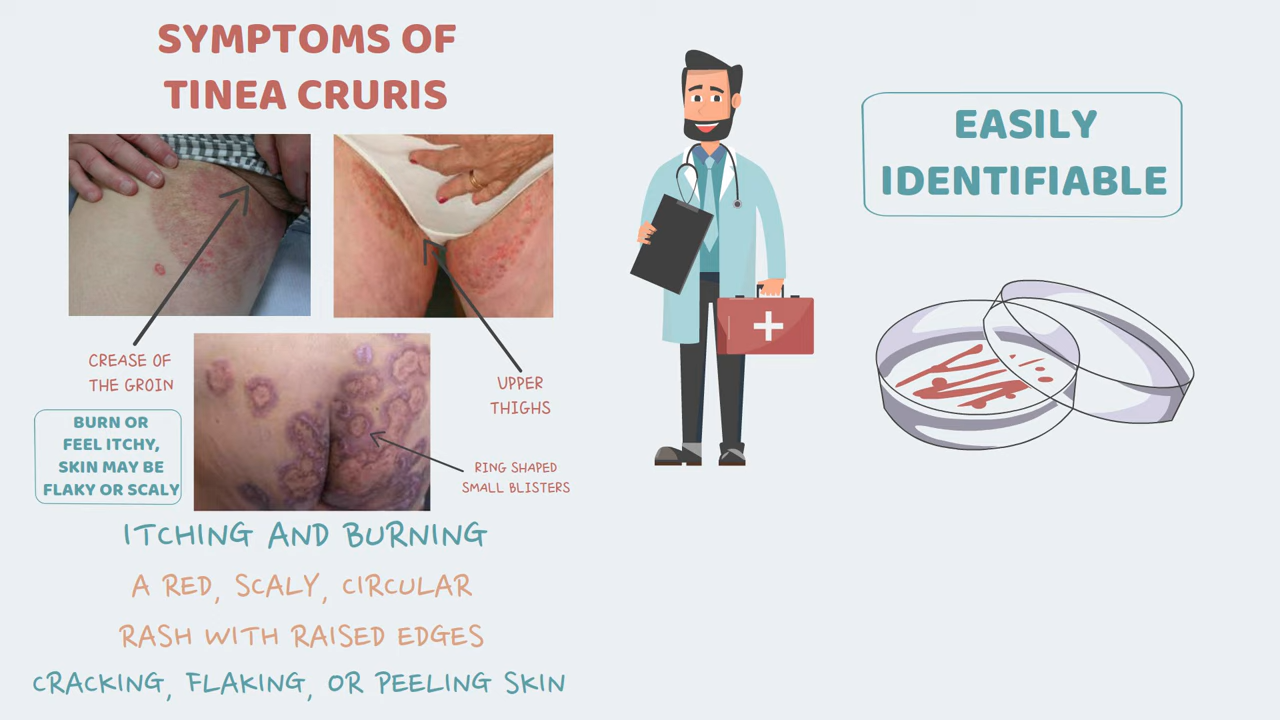 SYMPTOMS OF
TINEA CRURIS
CREASE OF
THE GROIN
UPPER
THIGHS
BURN OR
FEEL ITCHY,
SKIN MAY BE
FLAKY OR SCALY
RING SHAPED
SMALL BLISTERS
ITCHING AND BURNING
A RED, SCALY, CIRCULAR
RASH WITH RAISED EDGES
CRACKING, FLAKING, OR PEELING SKIN
EASILY
IDENTIFIABLE